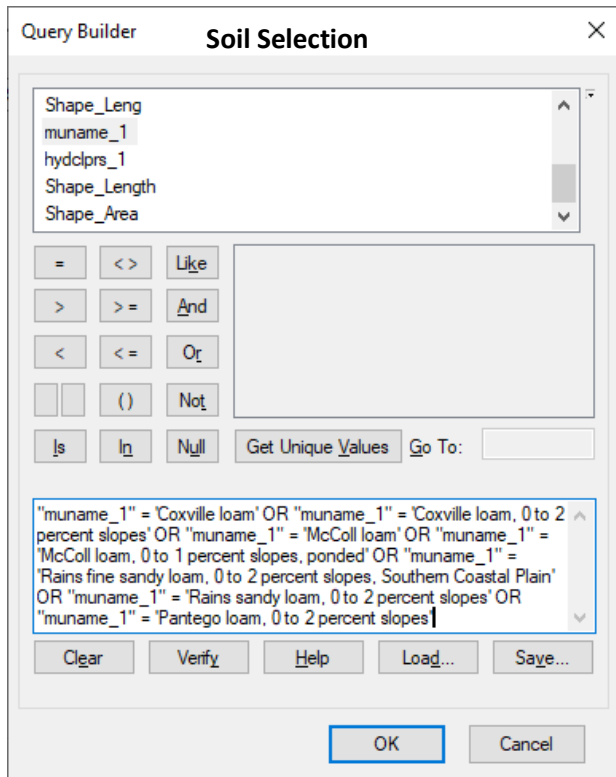 Query Builder
Soil Selection
Shape_Leng
muname_1
hydclprs_1
Shape_Length
Shape_Area
= < > Like
> > = And
< < = Or
( ) Not
Is In Null Get Unique Values Go To:
"muname_1" = 'Coxville loam' OR "muname_1" = 'Coxville loam, 0 to 2
percent slopes' OR "muname_1" = 'McColl loam' OR "muname_1" =
'McColl loam, 0 to 1 percent slopes, ponded' OR "muname_1" =
'Rains fine sandy loam, 0 to 2 percent slopes, Southern Coastal Plain'
OR "muname_1" = 'Rains sandy loam, 0 to 2 percent slopes' OR
"muname_1" = 'Pantego loam, 0 to 2 percent slopes'
Clear Verify Help Load... Save...
OK Cancel